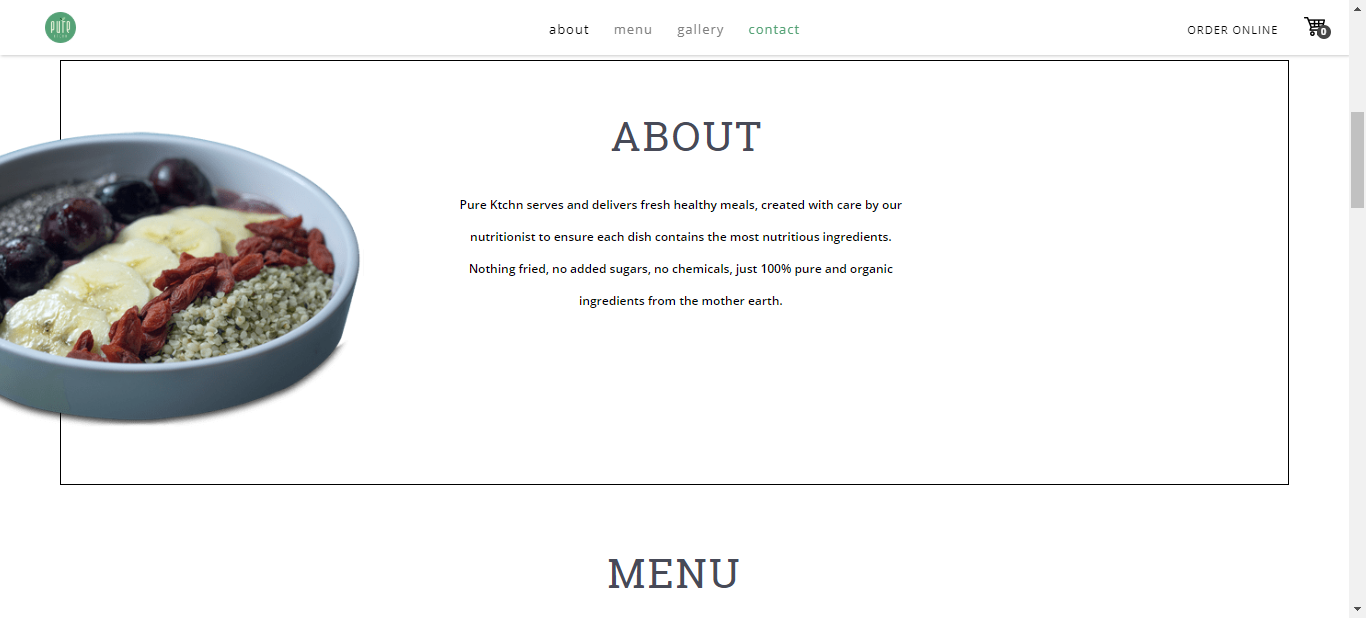 pure
about menu gallery contact
ORDER ONLINE
0
ABOUT
Pure Ktchn serves and delivers fresh healthy meals, created with care by our
nutritionist to ensure each dish contains the most nutritious ingredients.
Nothing fried, no added sugars, no chemicals, just 100% pure and organic
ingredients from the mother earth.
MENU